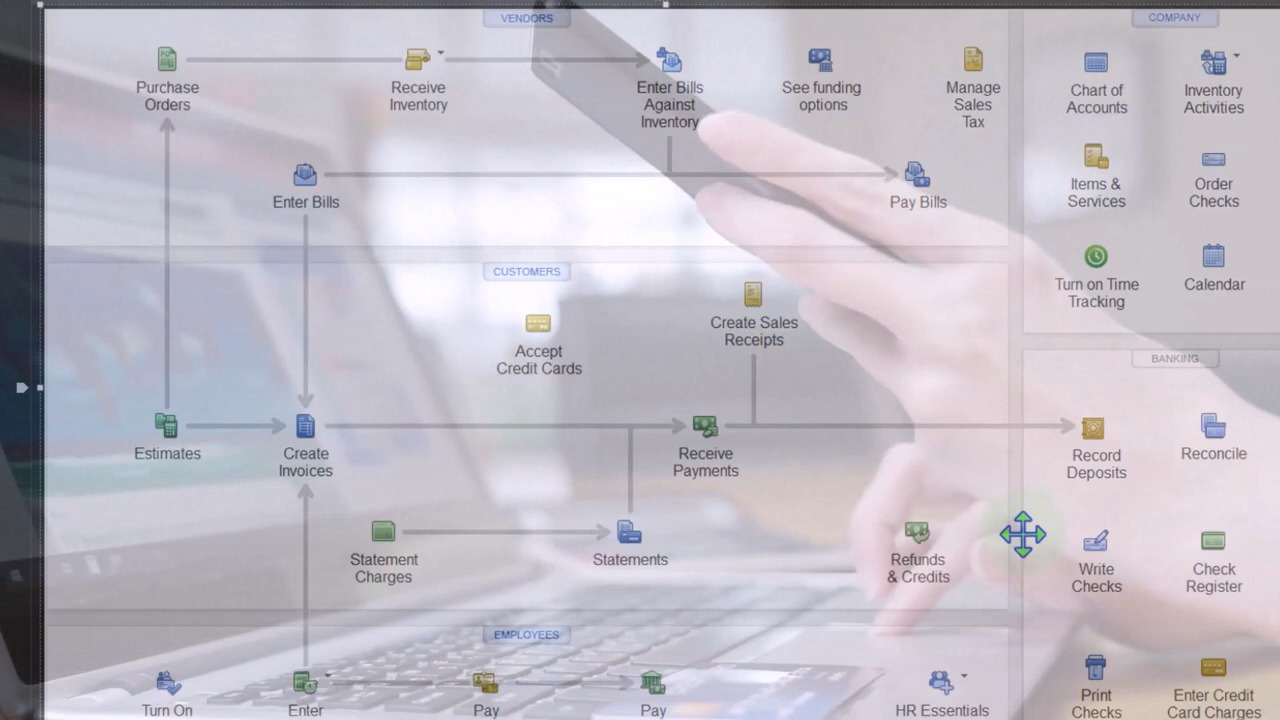 VENDORS
COMPANY
Purchase
Orders
Receive
Inventory
Enter Bills
Against
Inventory
See funding
options
Manage
Sales
Tax
Chart of
Accounts
Inventory
Activities
Enter Bills
Pay Bills
Items &
Services
Order
Checks
Turn on Time
Tracking
Calendar
CUSTOMERS
Accept
Credit Cards
Create Sales
Receipts
BANKING
Estimates
Create
Invoices
Receive
Payments
Record
Deposits
Reconcile
Statement
Charges
Statements
Refunds
& Credits
Write
Checks
Check
Register
EMPLOYEES
Turn On
Enter
Pay
Pay
HR Essentials
Print
Checks
Enter Credit
Card Charges